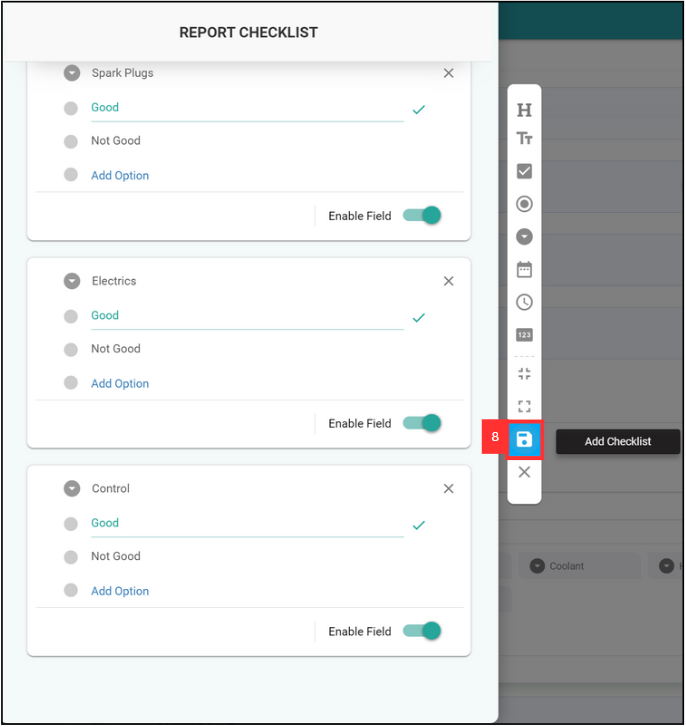 REPORT CHECKLIST
Spark Plugs
Good
Not Good
Add Option
Enable Field
Electrics
Good
Not Good
Add Option
Enable Field
Control
Good
Not Good
Add Option
Enable Field
H
TT
123
8
Add Checklist
Coolant